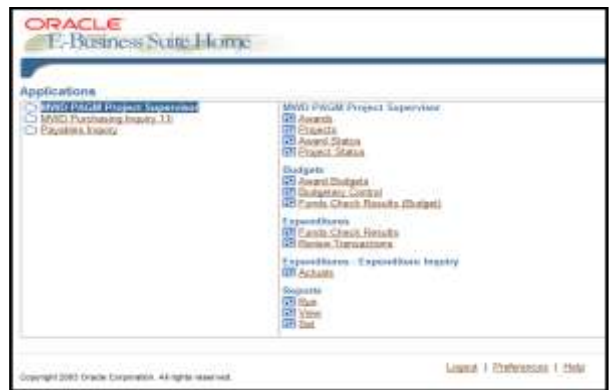 ORACLE
E-Business Suite Home
Applications
MWD PAGM Project Supervisor
MWD Purchasing Inquiry 11i
Payables Inquiry
MWD PAGM Project Supervisor
Awards
Projects
Award Status
Project Status
Budgets
Award Budgets
Budgetary Control
Funds Check Results (Budget)
Expenditures
Funds Check Results
Review Transactions
Expenditures : Expenditure Inquiry
Actuals
Reports
Run
View
Set
Logout | Preferences | Help
Copyright 2003 Oracle Corporation. All rights reserved.